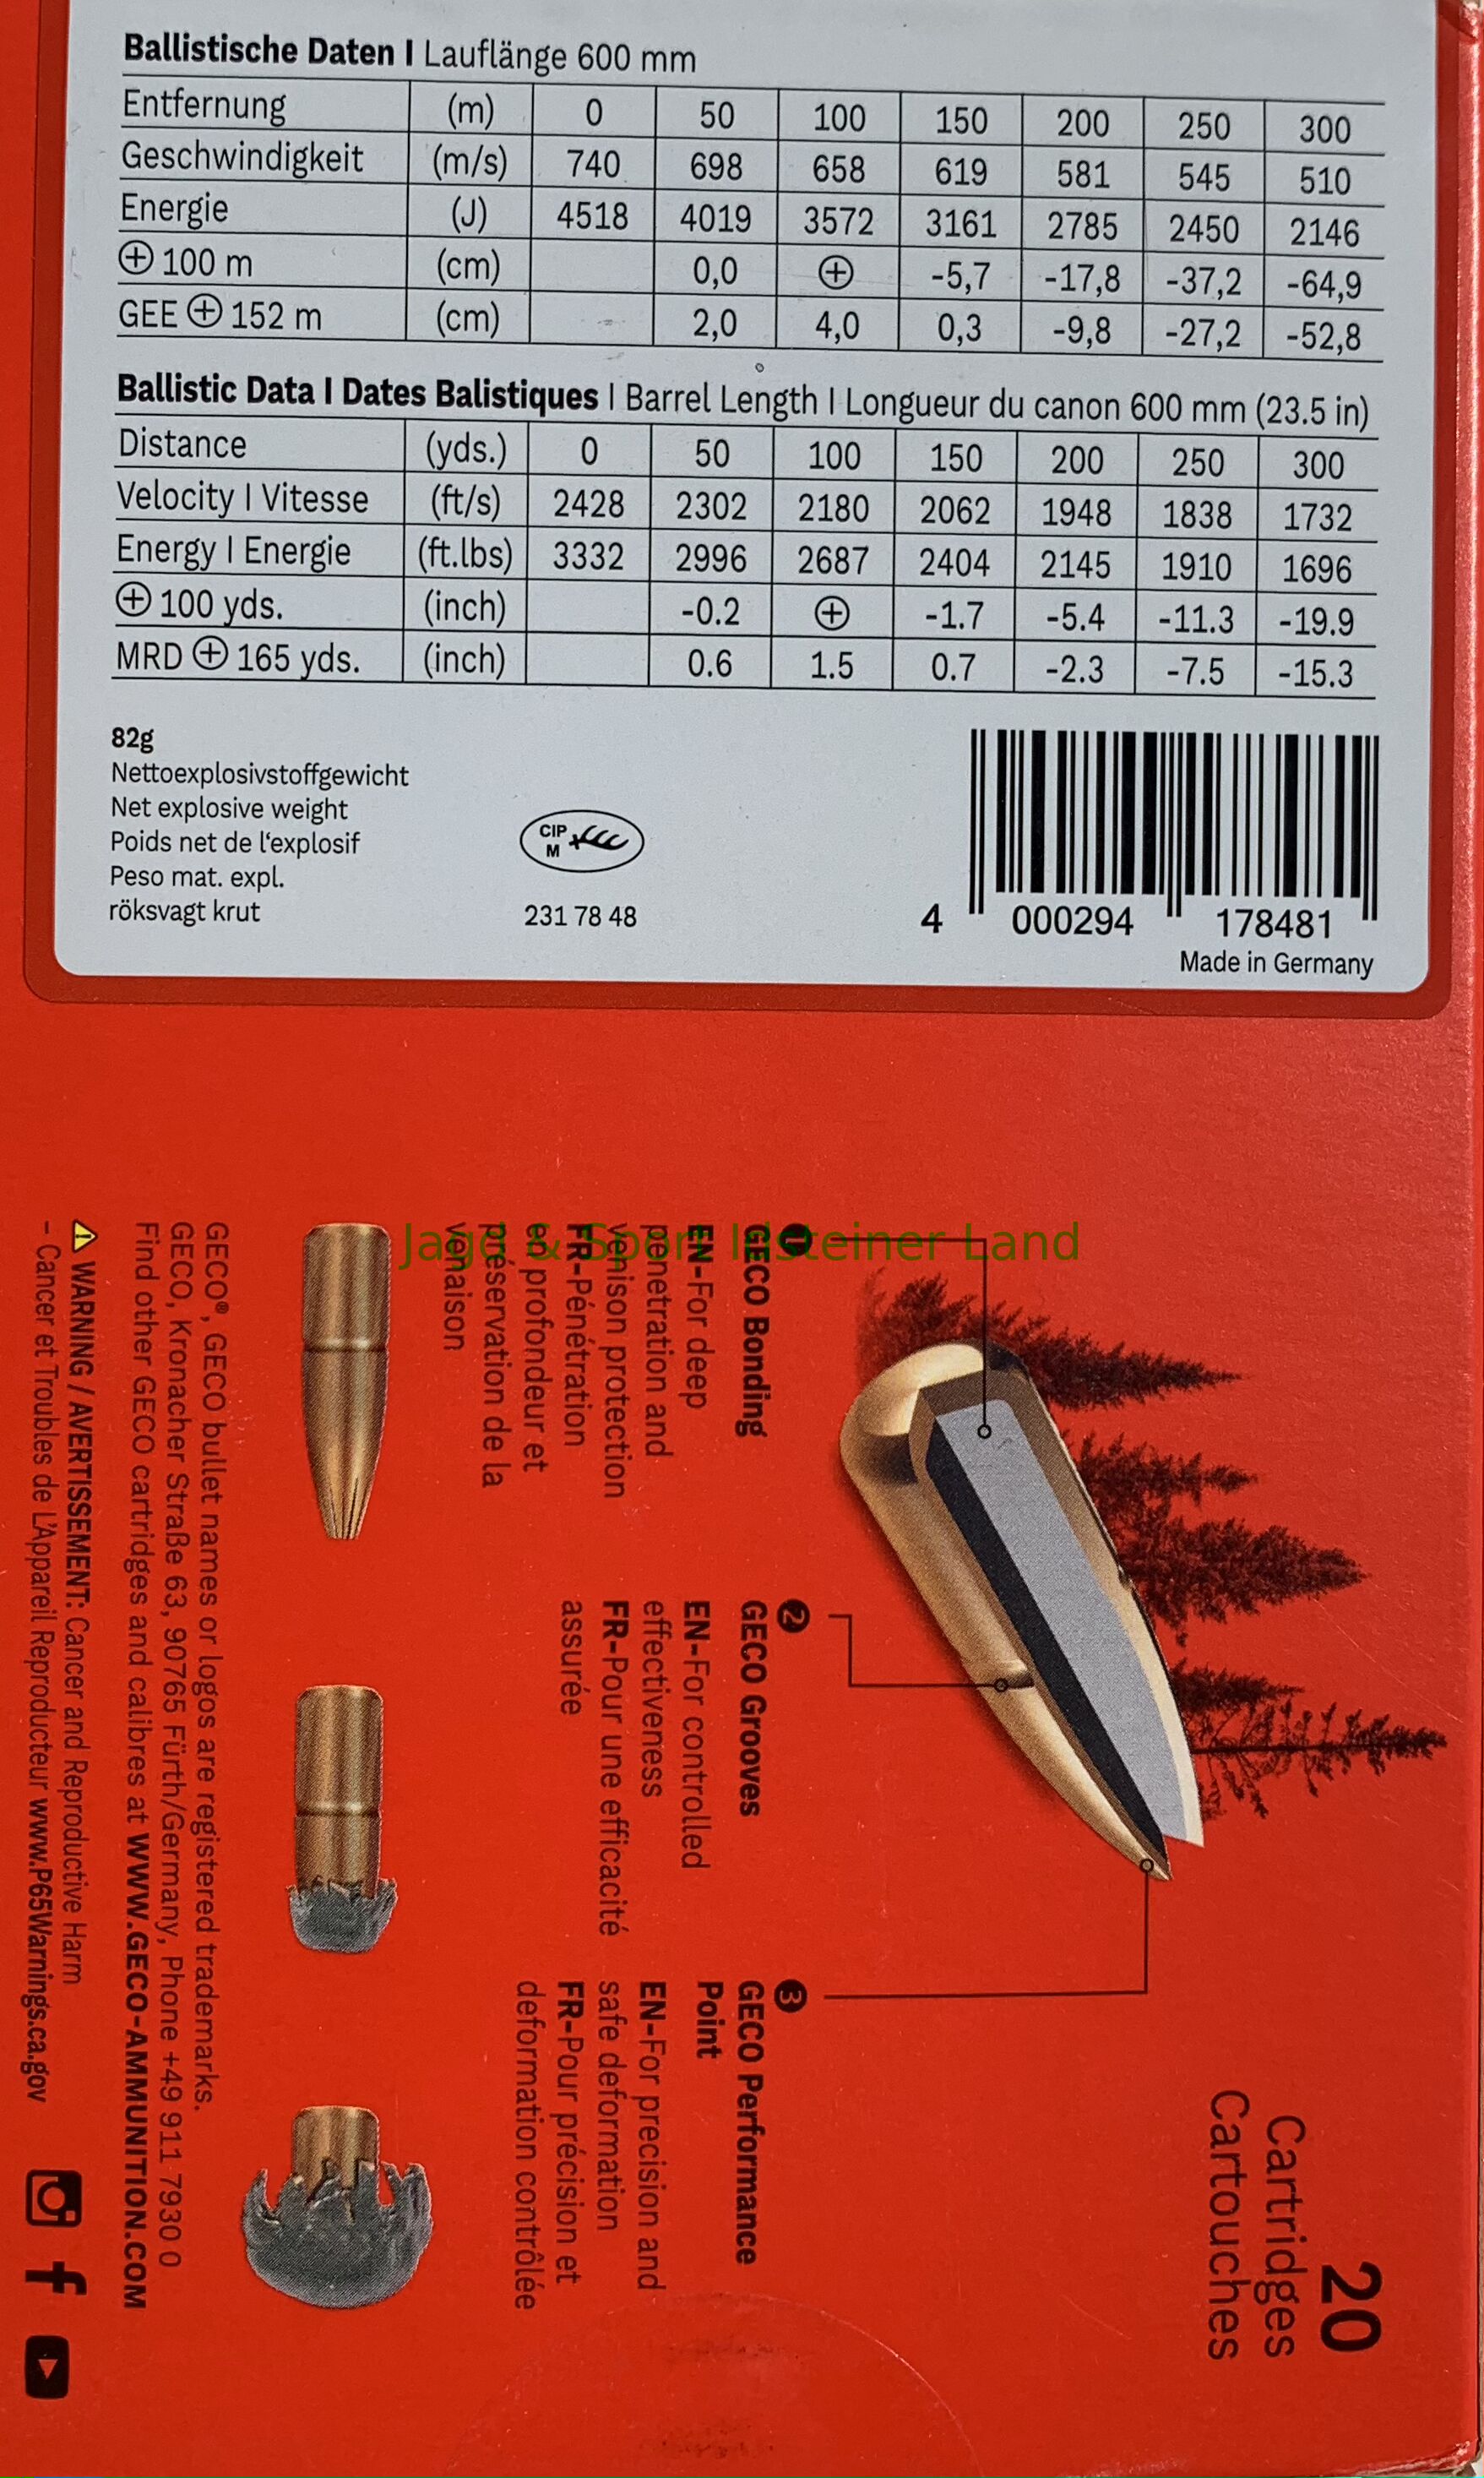 Ballistische Daten I Lauflänge 600 mm
Entfernung (m) 0 50 100 150 200 250 300
Geschwindigkeit (m/s) 740 698 658 619 581 545 510
Energie (J) 4518 4019 3572 3161 2785 2450 2146
⊕ 100 m (cm) 0,0 ⊕ -5,7 -17,8 -37,2 -64,9
GEE ⊕ 152 m (cm) 2,0 4,0 0,3 -9,8 -27,2 -52,8
Ballistic Data I Dates Balistiques I Barrel Length I Longueur du canon 600 mm (23.5 in)
Distance (yds.) 0 50 100 150 200 250 300
Velocity I Vitesse (ft/s) 2428 2302 2180 2062 1948 1838 1732
Energy I Energie (ft.lbs) 3332 2996 2687 2404 2145 1910 1696
⊕ 100 yds. (inch) -0.2 ⊕ -1.7 -5.4 -11.3 -19.9
MRD ⊕ 165 yds. (inch) 0.6 1.5 0.7 -2.3 -7.5 -15.3
82g
Nettoexplosivstoffgewicht
Net explosive weight
Poids net de l'explosif
Peso mat. expl.
röksvagt krut
CIP
M
231 78 48
4 000294 178481
Made in Germany
Jagd & Sport Idsteiner Land
20
Cartridges
Cartouches
1
GECO Bonding
EN-For deep
penetration and
venison protection
FR-Pénétration
en profondeur et
préservation de la
venaison
2
GECO Grooves
EN-For controlled
effectiveness
FR-Pour une efficacité
assurée
3
GECO Performance
Point
EN-For precision and
safe deformation
FR-Pour précision et
deformation contrôlée
GECO®, GECO bullet names or logos are registered trademarks.
GECO, Kronacher Straße 63, 90765 Fürth/Germany, Phone +49 911 7930 0
Find other GECO cartridges and calibres at WWW.GECO-AMMUNITION.COM
⚠ WARNING / AVERTISSEMENT: Cancer and Reproductive Harm
- Cancer et Troubles de L'Appareil Reproducteur www.P65Warnings.ca.gov